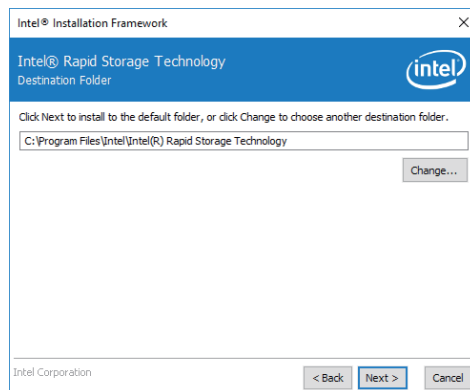 Intel® Installation Framework
Intel® Rapid Storage Technology
Destination Folder
intel
Click Next to install to the default folder, or click Change to choose another destination folder.
C:\Program Files\Intel\Intel(R) Rapid Storage Technology
Change...
Intel Corporation
< Back
Next >
Cancel